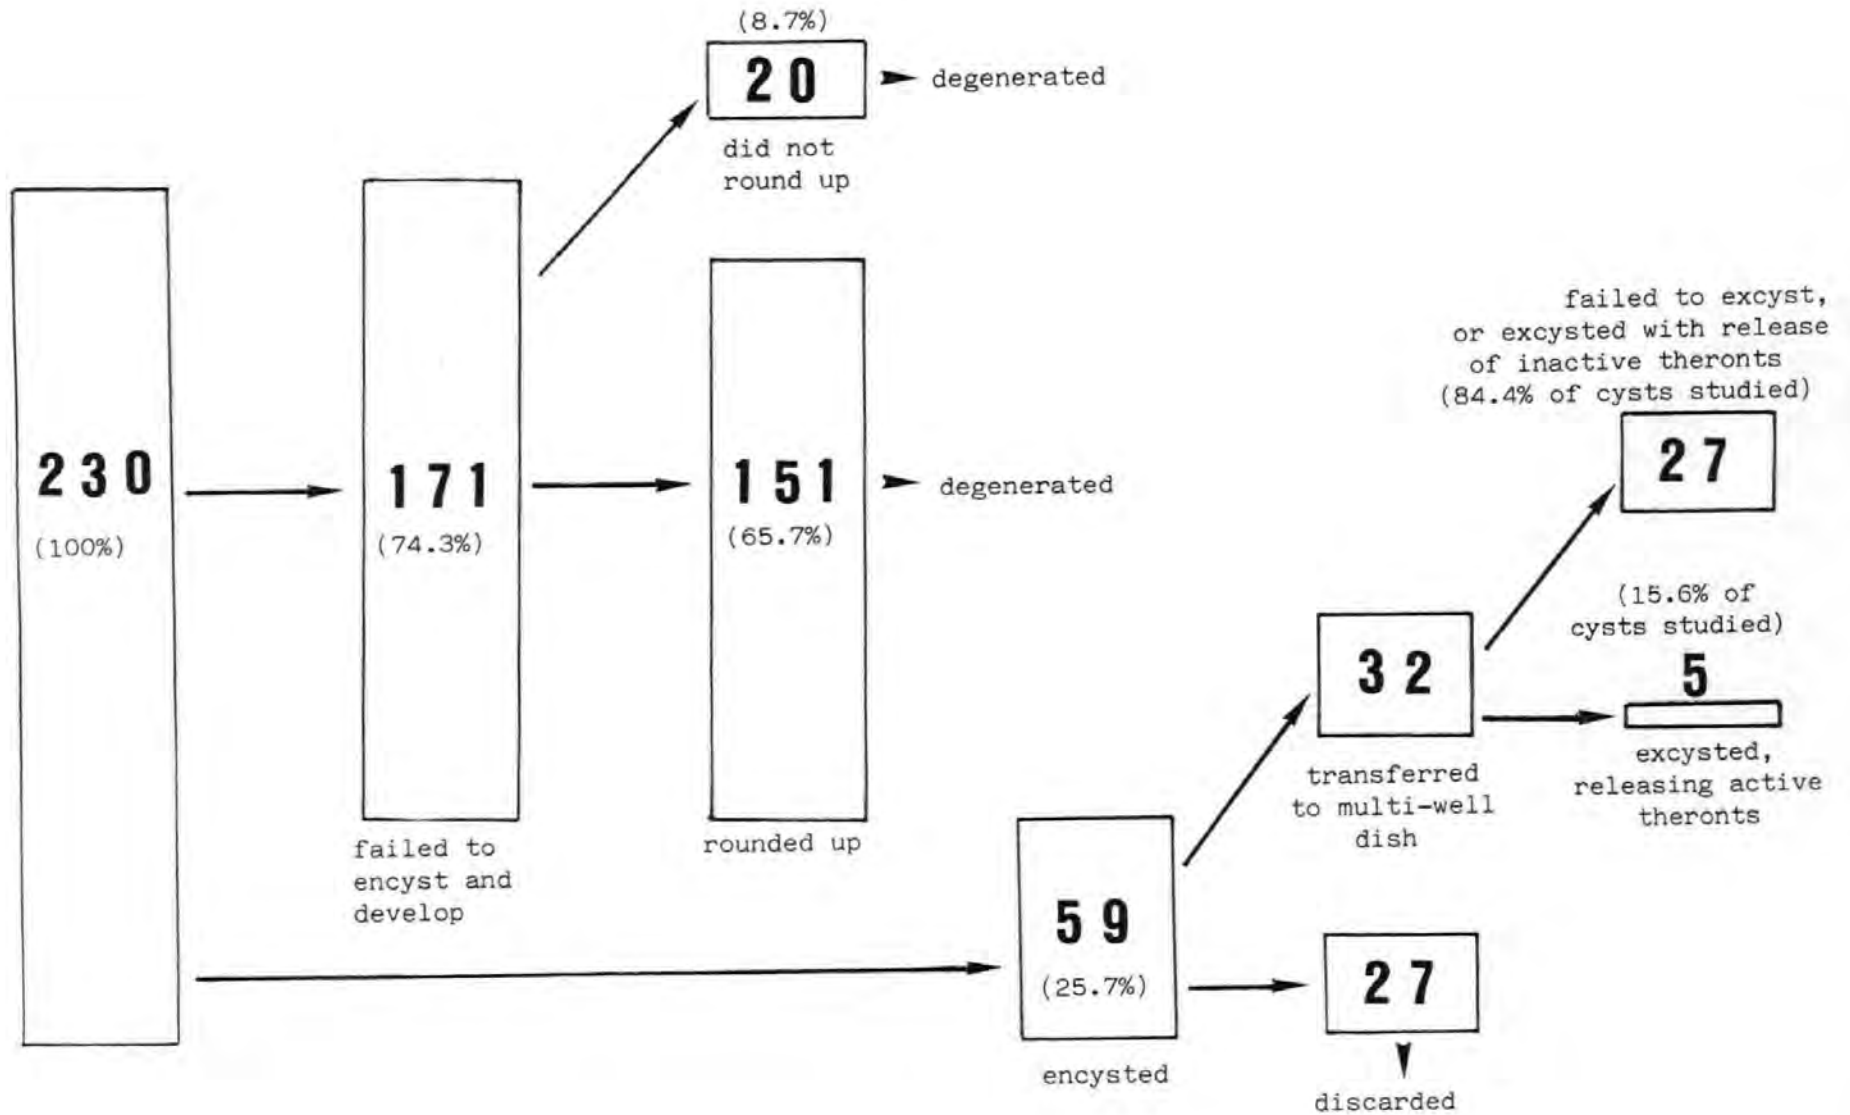 230
(100%)
171
(74.3%)
failed to
encyst and
develop
(8.7%)
20
did not
round up
degenerated
151
(65.7%)
rounded up
degenerated
59
(25.7%)
encysted
32
transferred
to multi-well
dish
27
discarded
failed to excyst,
or excysted with release
of inactive theronts
(84.4% of cysts studied)
27
(15.6% of
cysts studied)
5
excysted,
releasing active
theronts